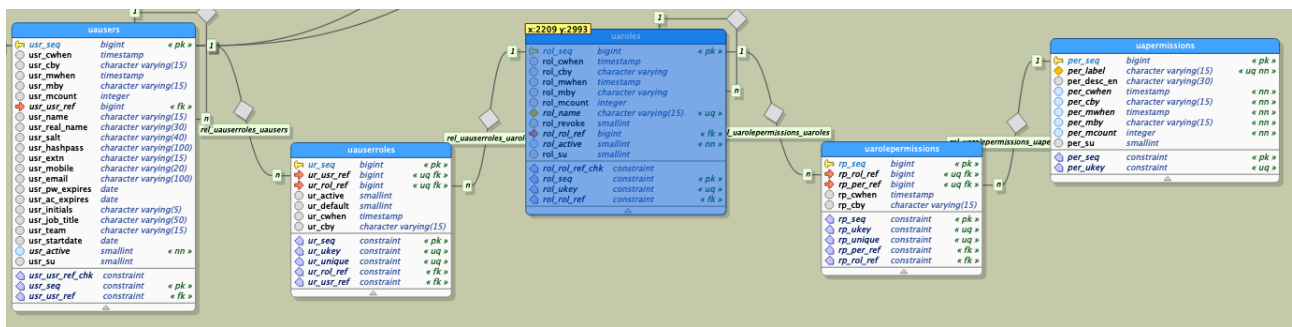 uausers
usr_seq bigint « pk »
usr_cwhen timestamp
usr_cby character varying(15)
usr_mwhen timestamp
usr_mby character varying(15)
usr_mcount integer
usr_usr_ref bigint « fk »
usr_name character varying(15)
usr_real_name character varying(30)
usr_salt character varying(40)
usr_hashpass character varying(100)
usr_extn character varying(15)
usr_mobile character varying(20)
usr_email character varying(100)
usr_pw_expires date
usr_ac_expires date
usr_initials character varying(5)
usr_job_title character varying(50)
usr_team character varying(15)
usr_startdate date
usr_active smallint « nn »
usr_su smallint
usr_usr_ref_chk constraint
usr_seq constraint « pk »
usr_usr_ref constraint « fk »
1
1
n
rel_uauserroles_uausers
n
uauserroles
ur_seq bigint « pk »
ur_usr_ref bigint « uq fk »
ur_rol_ref bigint « uq fk »
ur_active smallint
ur_default smallint
ur_cwhen timestamp
ur_cby character varying(15)
ur_seq constraint « pk »
ur_ukey constraint « uq »
ur_unique constraint « uq »
ur_rol_ref constraint « fk »
ur_usr_ref constraint « fk »
n
rel_uauserroles_uarol
1
x:2209 y:2993
uaroles
rol_seq bigint « pk »
rol_cwhen timestamp
rol_cby character varying
rol_mwhen timestamp
rol_mby character varying
rol_mcount integer
rol_name character varying(15) « uq »
rol_revoke smallint
rol_rol_ref bigint « fk »
rol_active smallint « nn »
rol_su smallint
rol_rol_ref_chk constraint
rol_seq constraint « pk »
rol_ukey constraint « uq »
rol_rol_ref constraint « fk »
1
1
n
l_uarolepermissions_uaroles
n
uarolepermissions
rp_seq bigint « pk »
rp_rol_ref bigint « uq fk »
rp_per_ref bigint « uq fk »
rp_cwhen timestamp
rp_cby character varying(15)
rp_seq constraint « pk »
rp_ukey constraint « uq »
rp_unique constraint « uq »
rp_per_ref constraint « fk »
rp_rol_ref constraint « fk »
n
rol_uarolepermissions_uape
1
uapermissions
per_seq bigint « pk »
per_label character varying(15) « uq nn »
per_desc_en character varying(30)
per_cwhen timestamp « nn »
per_cby character varying(15) « nn »
per_mwhen timestamp « nn »
per_mby character varying(15) « nn »
per_mcount integer « nn »
per_su smallint
per_seq constraint « pk »
per_ukey constraint « uq »